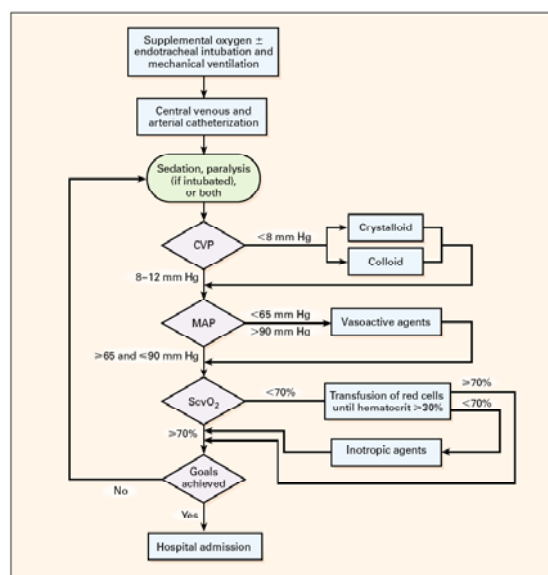 Supplemental oxygen ±
endotracheal intubation and
mechanical ventilation
Central venous and
arterial catheterization
Sedation, paralysis
(if intubated),
or both
CVP
<8 mm Hg
Crystalloid
Colloid
8–12 mm Hg
MAP
<65 mm Hg
>90 mm Hg
Vasoactive agents
≥65 and ≤90 mm Hg
ScvO₂
<70%
Transfusion of red cells
until hematocrit ≥30%
≥70%
<70%
≥70%
Inotropic agents
Goals
achieved
No
Yes
Hospital admission